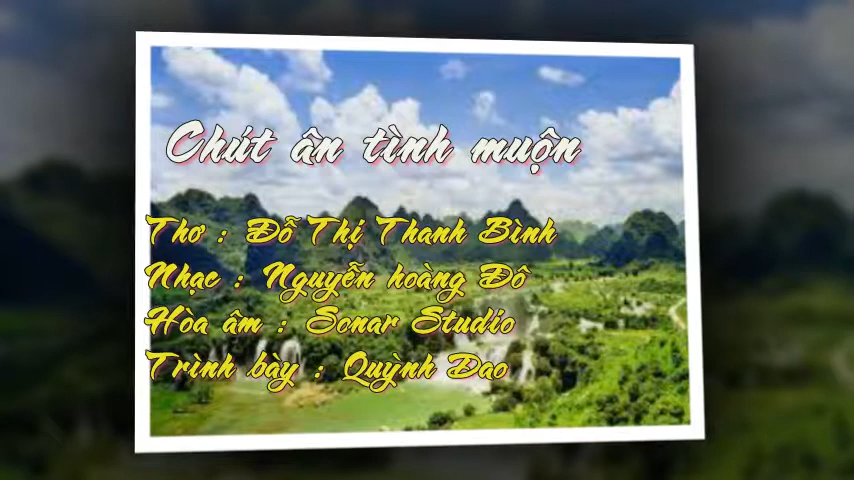 Chút ân tình muộn
Thơ : Đỗ Thị Thanh Bình
Nhạc : Nguyễn hoàng Đô
Hòa âm : Sonar Studio
Trình bày : Quỳnh Dao